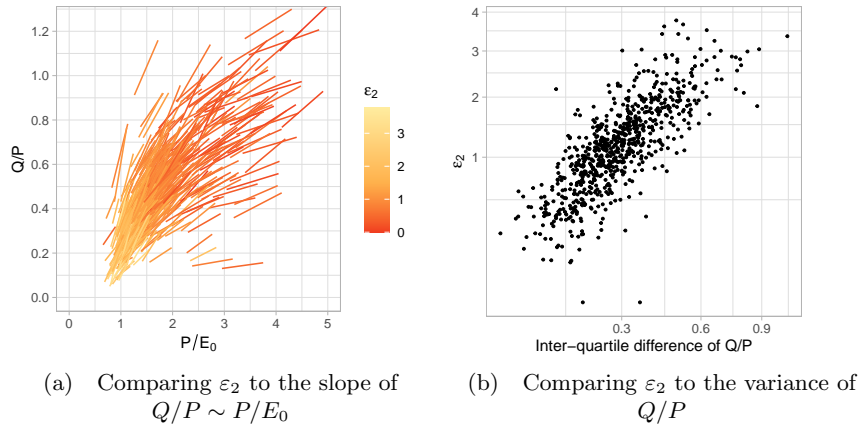 1.2
1.0
0.8
0.6
0.4
0.2
0.0
Q/P
0 1 2 3 4 5
P/E₀
ε₂
3
2
1
0
4
3
2
1
ε₂
0.3 0.6 0.9
Inter−quartile difference of Q/P
(a) Comparing ε₂ to the slope of
Q/P ∼ P/E₀
(b) Comparing ε₂ to the variance of
Q/P